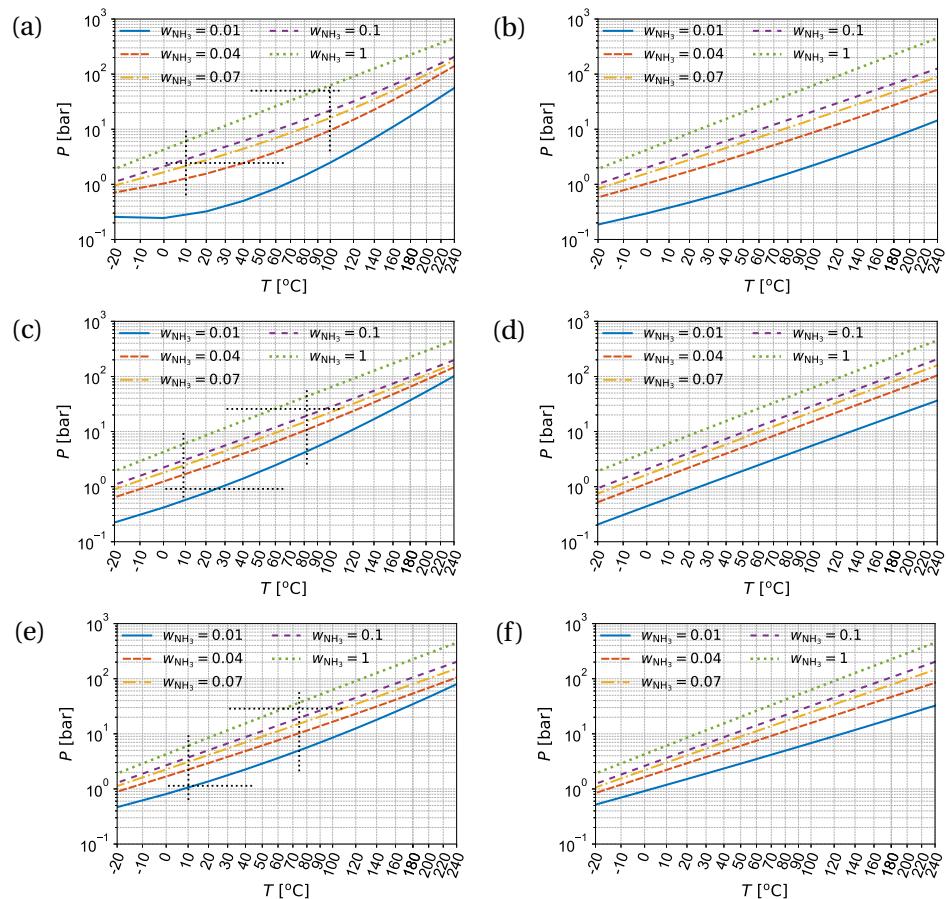 (a)
w_NH₃ = 0.01
w_NH₃ = 0.04
w_NH₃ = 0.07
w_NH₃ = 0.1
w_NH₃ = 1
10³
10²
10¹
10⁰
10⁻¹
P [bar]
-20 -10 0 10 20 30 40 50 60 70 80 90 100 120 140 160 180 200 220 240
T [°C]
(b)
w_NH₃ = 0.01
w_NH₃ = 0.04
w_NH₃ = 0.07
w_NH₃ = 0.1
w_NH₃ = 1
10³
10²
10¹
10⁰
10⁻¹
P [bar]
-20 -10 0 10 20 30 40 50 60 70 80 90 100 120 140 160 180 200 220 240
T [°C]
(c)
w_NH₃ = 0.01
w_NH₃ = 0.04
w_NH₃ = 0.07
w_NH₃ = 0.1
w_NH₃ = 1
10³
10²
10¹
10⁰
10⁻¹
P [bar]
-20 -10 0 10 20 30 40 50 60 70 80 90 100 120 140 160 180 200 220 240
T [°C]
(d)
w_NH₃ = 0.01
w_NH₃ = 0.04
w_NH₃ = 0.07
w_NH₃ = 0.1
w_NH₃ = 1
10³
10²
10¹
10⁰
10⁻¹
P [bar]
-20 -10 0 10 20 30 40 50 60 70 80 90 100 120 140 160 180 200 220 240
T [°C]
(e)
w_NH₃ = 0.01
w_NH₃ = 0.04
w_NH₃ = 0.07
w_NH₃ = 0.1
w_NH₃ = 1
10³
10²
10¹
10⁰
10⁻¹
P [bar]
-20 -10 0 10 20 30 40 50 60 70 80 90 100 120 140 160 180 200 220 240
T [°C]
(f)
w_NH₃ = 0.01
w_NH₃ = 0.04
w_NH₃ = 0.07
w_NH₃ = 0.1
w_NH₃ = 1
10³
10²
10¹
10⁰
10⁻¹
P [bar]
-20 -10 0 10 20 30 40 50 60 70 80 90 100 120 140 160 180 200 220 240
T [°C]